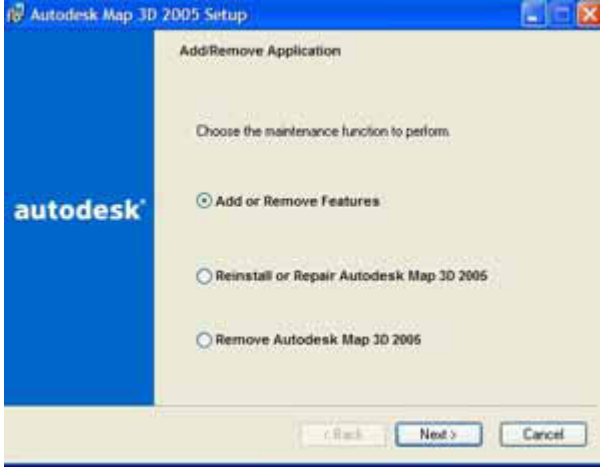 Autodesk Map 3D 2005 Setup
Add/Remove Application
Choose the maintenance function to perform.
autodesk®
Add or Remove Features
Reinstall or Repair Autodesk Map 3D 2005
Remove Autodesk Map 3D 2005
< Back
Next >
Cancel